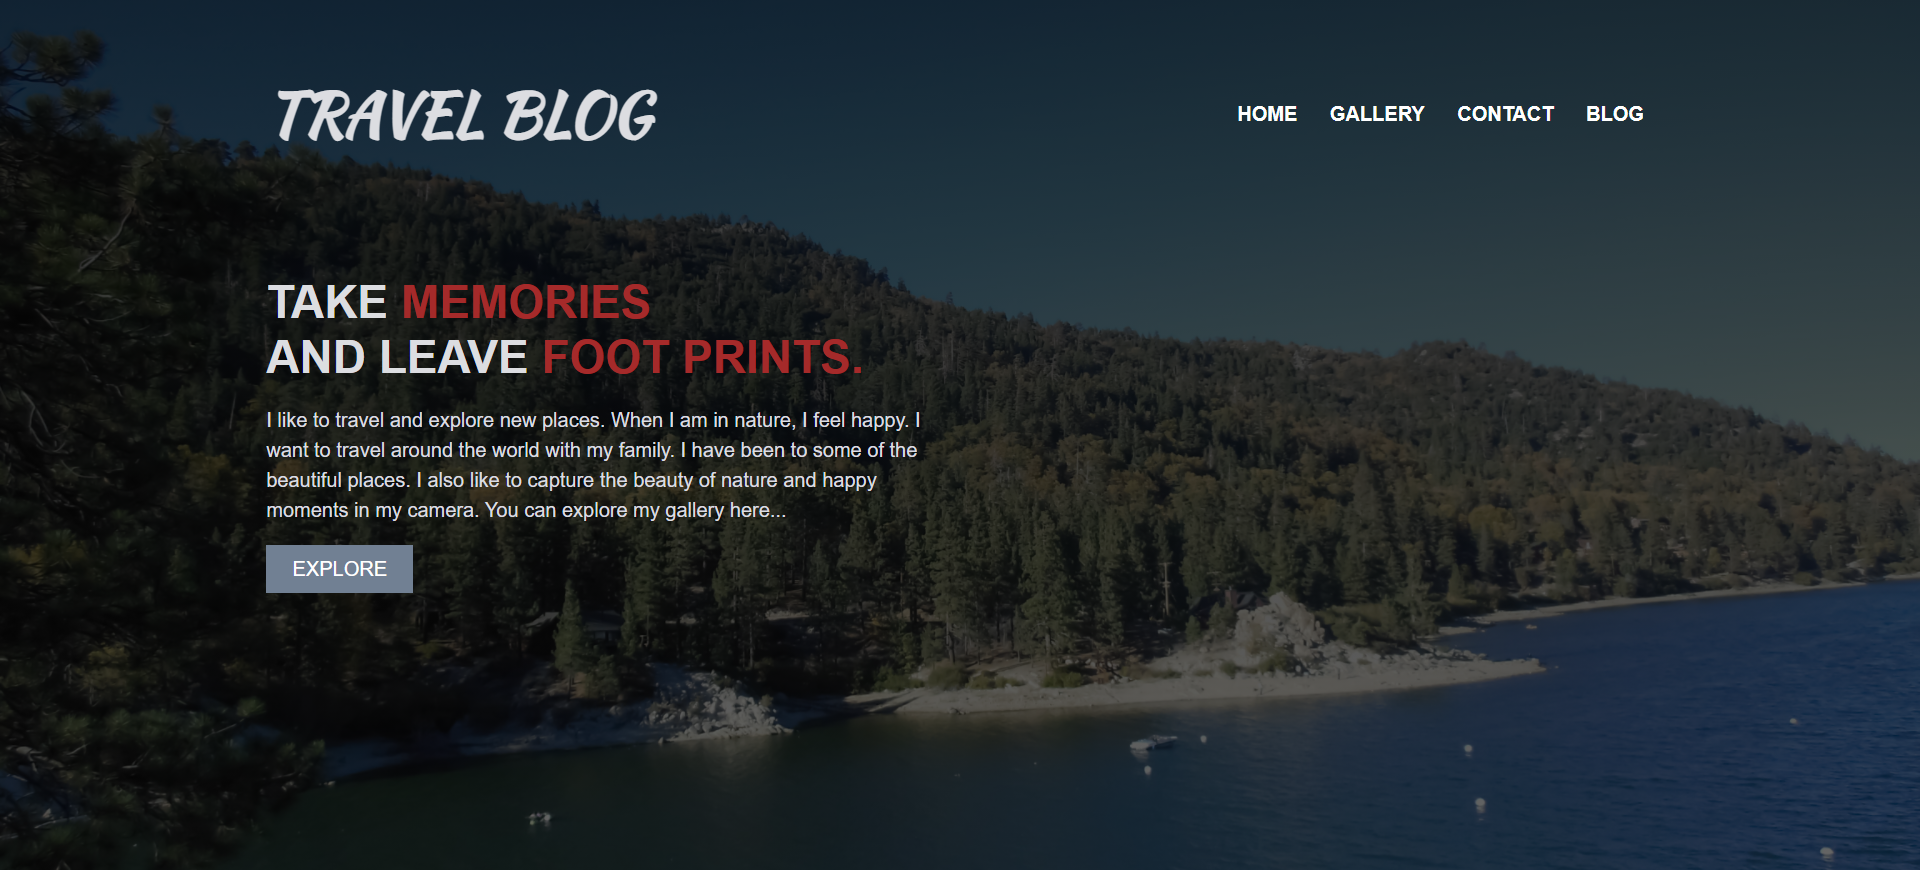 TRAVEL BLOG
HOME GALLERY CONTACT BLOG
TAKE MEMORIES
AND LEAVE FOOT PRINTS.
I like to travel and explore new places. When I am in nature, I feel happy. I
want to travel around the world with my family. I have been to some of the
beautiful places. I also like to capture the beauty of nature and happy
moments in my camera. You can explore my gallery here...
EXPLORE